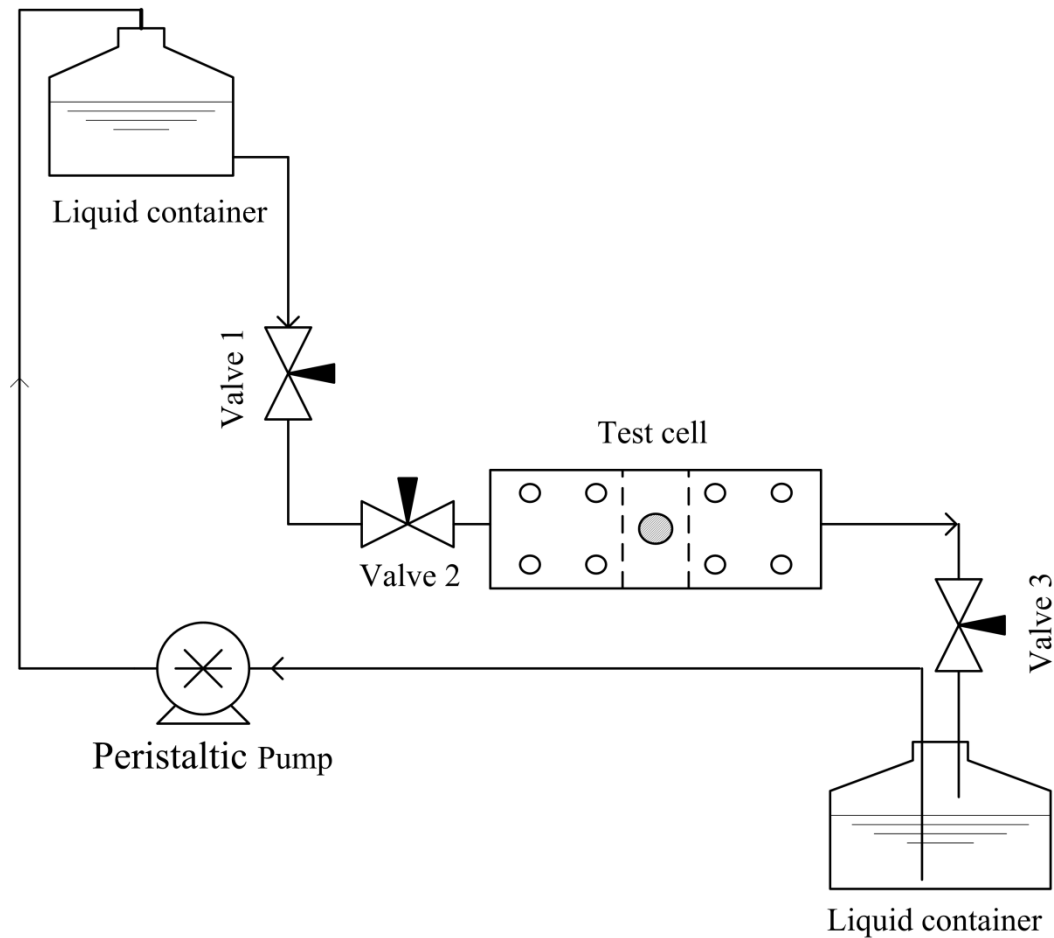 Liquid container
Valve 1
Test cell
Valve 2
Valve 3
Peristaltic Pump
Liquid container